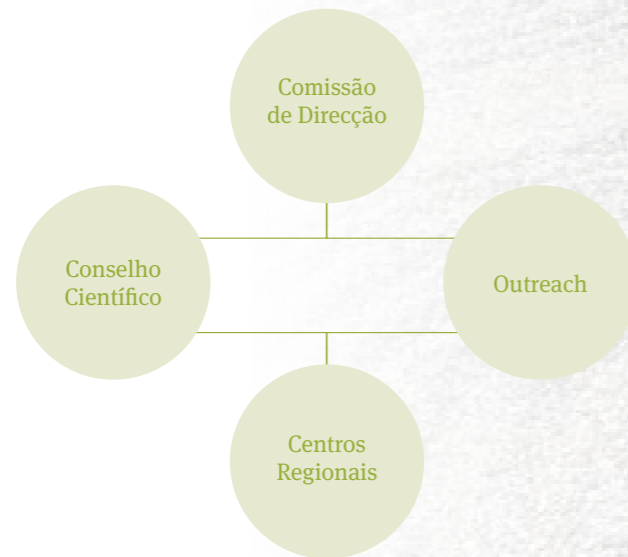 Comissão
de Direcção
Conselho
Científico
Outreach
Centros
Regionais